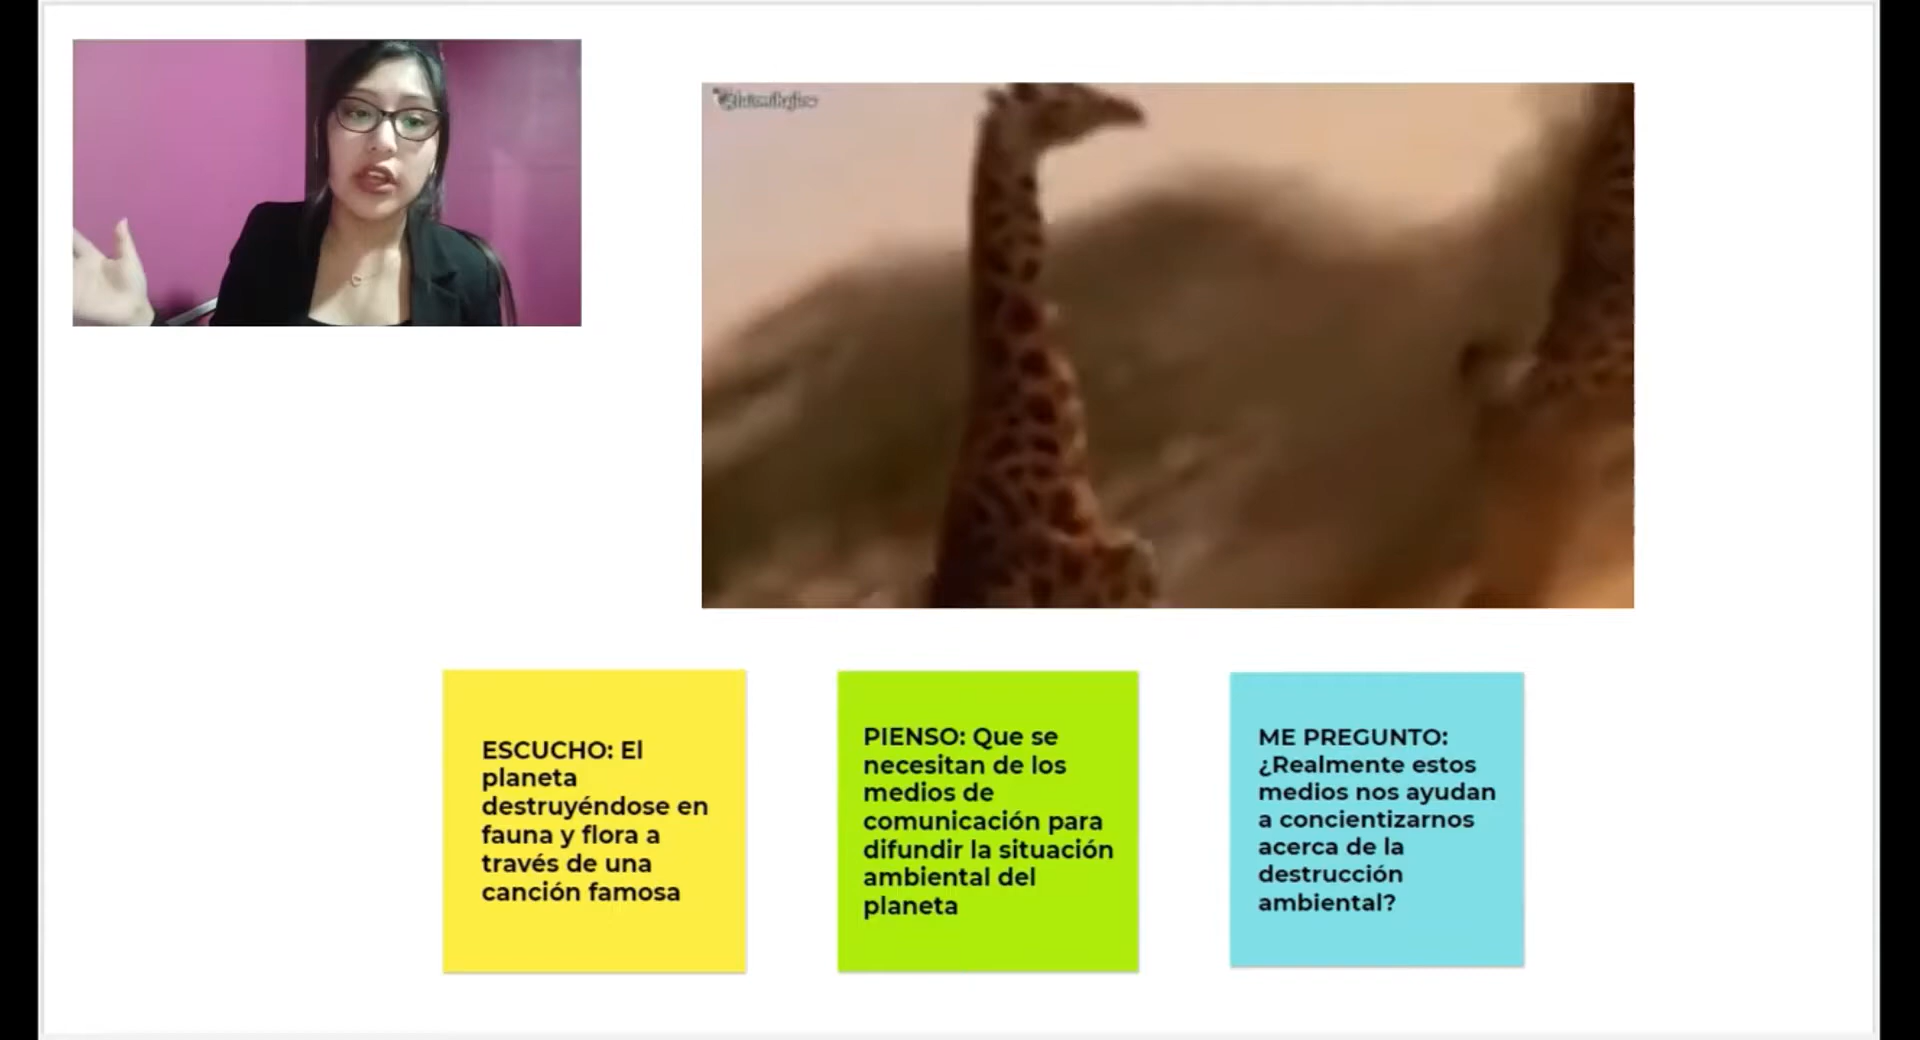 ESCUCHO: El
planeta
destruyéndose en
fauna y flora a
través de una
canción famosa
PIENSO: Que se
necesitan de los
medios de
comunicación para
difundir la situación
ambiental del
planeta
ME PREGUNTO:
¿Realmente estos
medios nos ayudan
a concientizarnos
acerca de la
destrucción
ambiental?